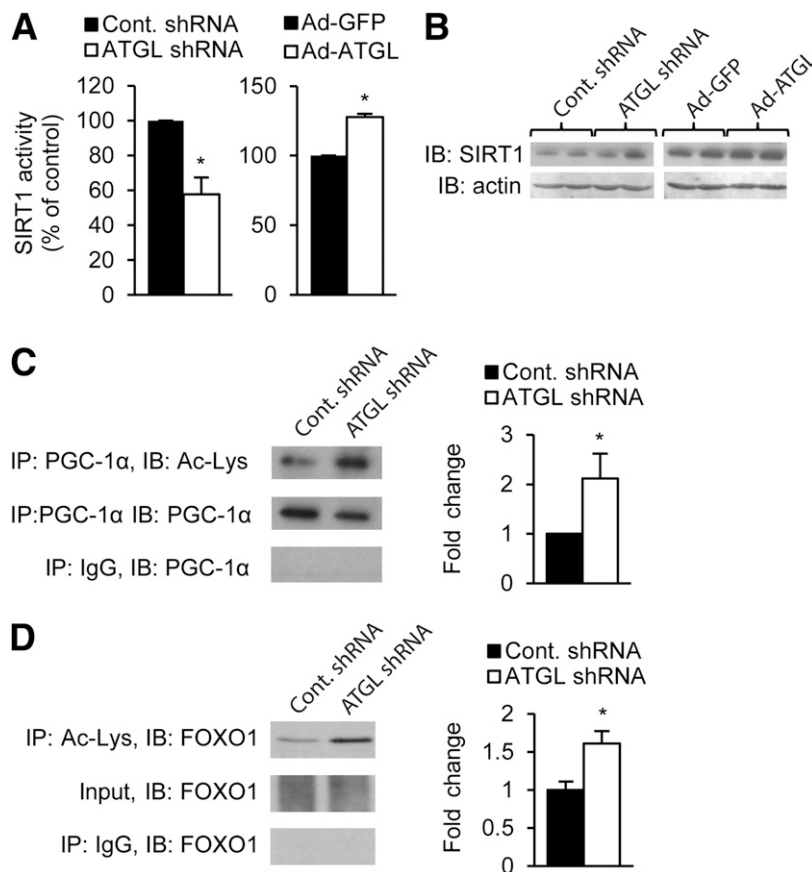 A
Cont. shRNA
ATGL shRNA
Ad-GFP
Ad-ATGL
SIRT1 activity
(% of control)
120
100
80
60
40
20
0
*
150
100
50
0
*
B
Cont. shRNA
ATGL shRNA
Ad-GFP
Ad-ATGL
IB: SIRT1
IB: actin
C
Cont. shRNA
ATGL shRNA
IP: PGC-1α, IB: Ac-Lys
IP:PGC-1α IB: PGC-1α
IP: IgG, IB: PGC-1α
Cont. shRNA
ATGL shRNA
Fold change
3
2
1
0
*
D
Cont. shRNA
ATGL shRNA
IP: Ac-Lys, IB: FOXO1
Input, IB: FOXO1
IP: IgG, IB: FOXO1
Cont. shRNA
ATGL shRNA
Fold change
2
1.5
1
0.5
0
*